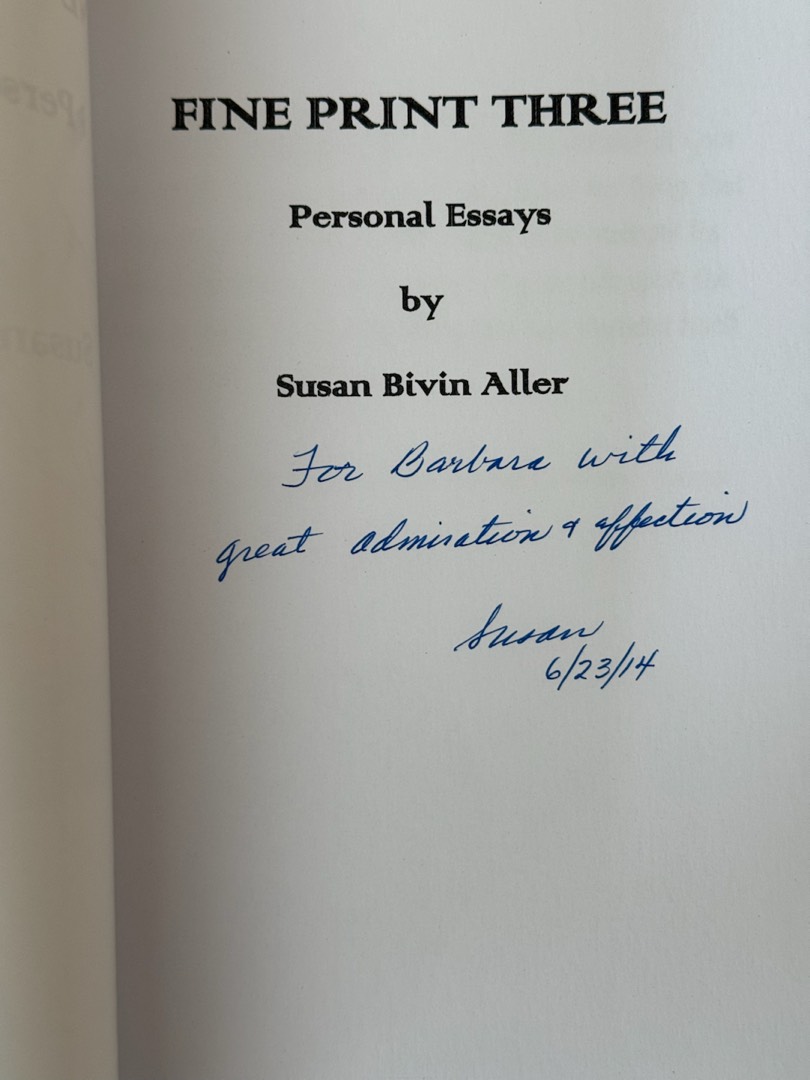 FINE PRINT THREE
Personal Essays
by
Susan Bivin Aller
For Barbara with
great admiration & affection
Susan
6/23/14